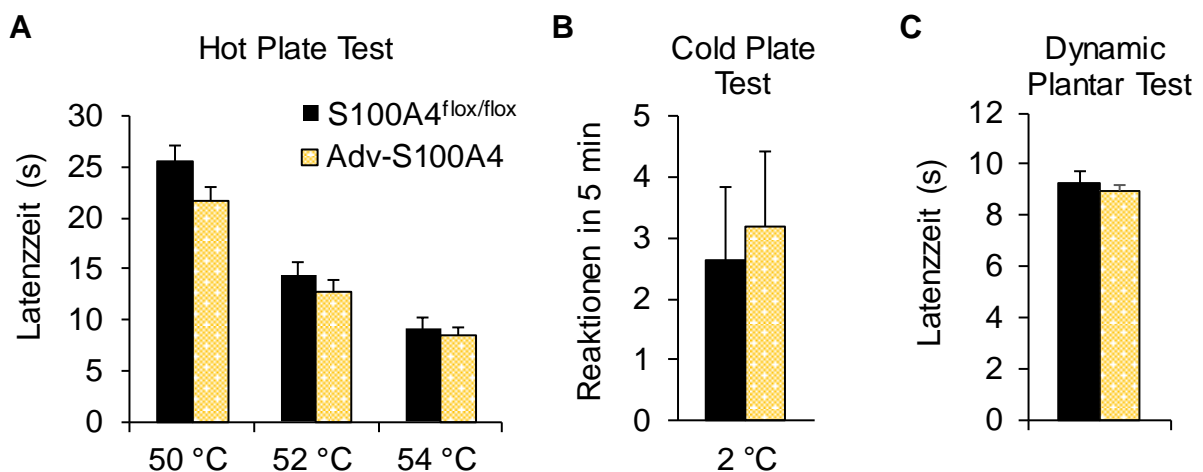 A
Hot Plate Test
Latenzzeit (s)
30
25
20
15
10
5
0
S100A4flox/flox
Adv-S100A4
50 °C
52 °C
54 °C
B
Cold Plate
Test
Reaktionen in 5 min
5
4
3
2
1
0
2 °C
C
Dynamic
Plantar Test
Latenzzeit (s)
12
10
8
6
4
2
0